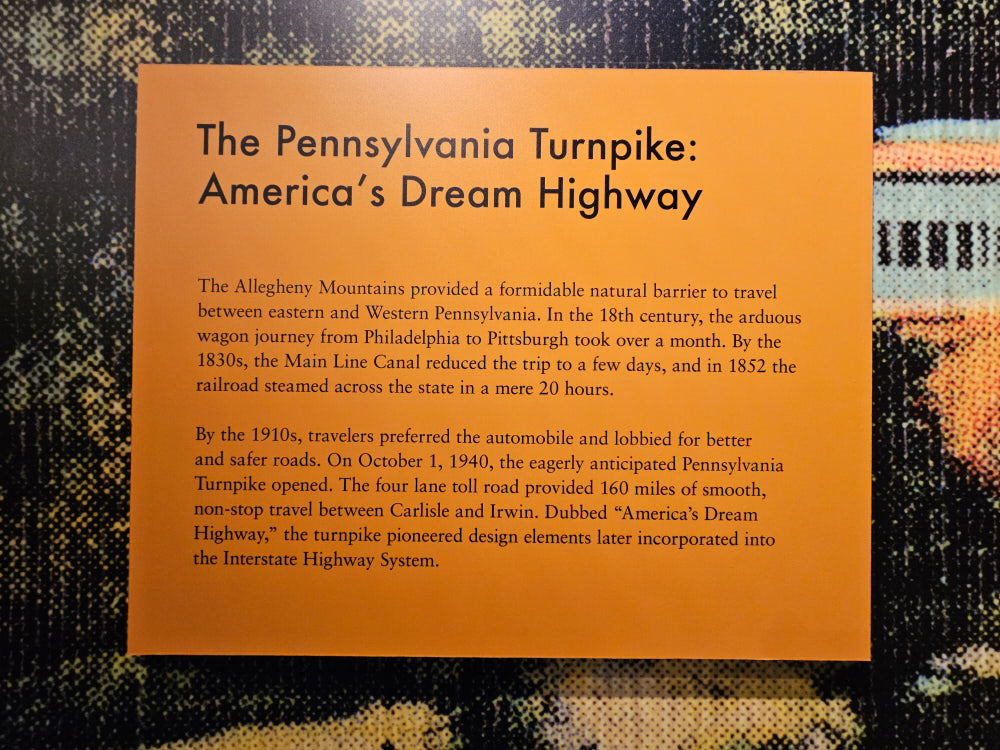 The Pennsylvania Turnpike:
America's Dream Highway
The Allegheny Mountains provided a formidable natural barrier to travel
between eastern and Western Pennsylvania. In the 18th century, the arduous
wagon journey from Philadelphia to Pittsburgh took over a month. By the
1830s, the Main Line Canal reduced the trip to a few days, and in 1852 the
railroad steamed across the state in a mere 20 hours.
By the 1910s, travelers preferred the automobile and lobbied for better
and safer roads. On October 1, 1940, the eagerly anticipated Pennsylvania
Turnpike opened. The four lane toll road provided 160 miles of smooth,
non-stop travel between Carlisle and Irwin. Dubbed “America’s Dream
Highway,” the turnpike pioneered design elements later incorporated into
the Interstate Highway System.